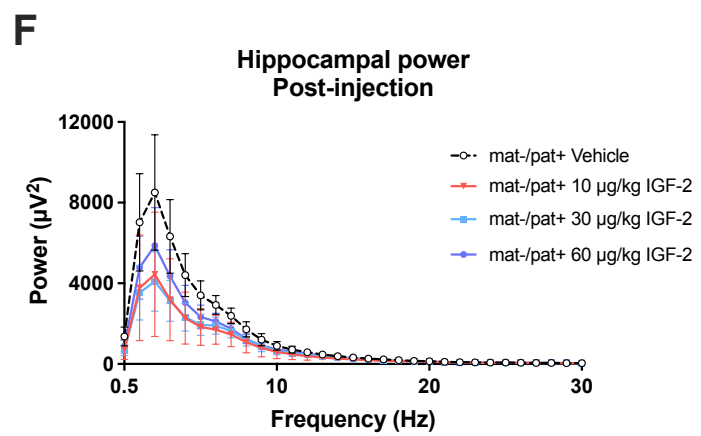 F
Hippocampal power
Post-injection
12000
8000
4000
0
Power (µV²)
0.5
10
20
30
Frequency (Hz)
mat-/pat+ Vehicle
mat-/pat+ 10 µg/kg IGF-2
mat-/pat+ 30 µg/kg IGF-2
mat-/pat+ 60 µg/kg IGF-2